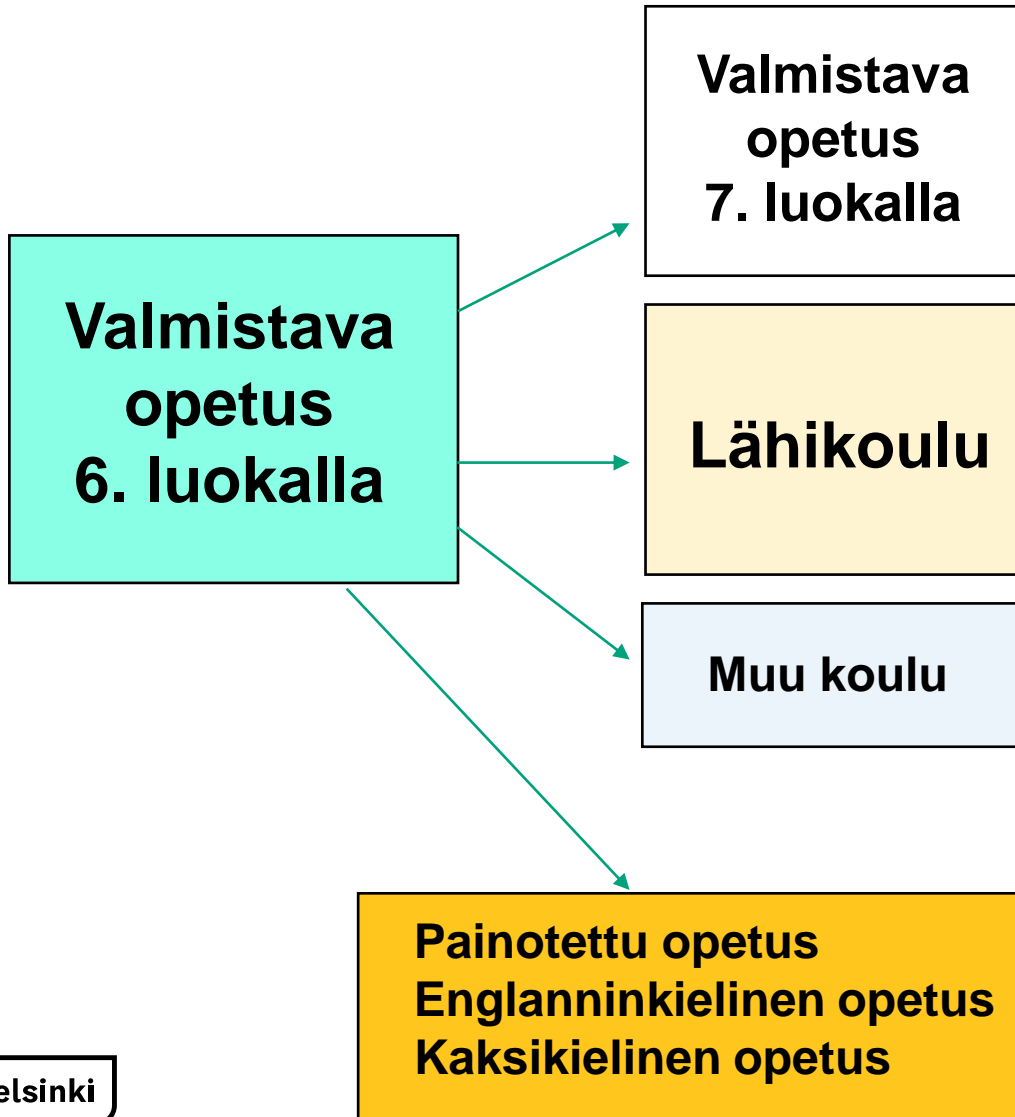 Valmistava
opetus
7. luokalla
Valmistava
opetus
6. luokalla
Lähikoulu
Muu koulu
Painotettu opetus
Englanninkielinen opetus
Kaksikielinen opetus
elsinki